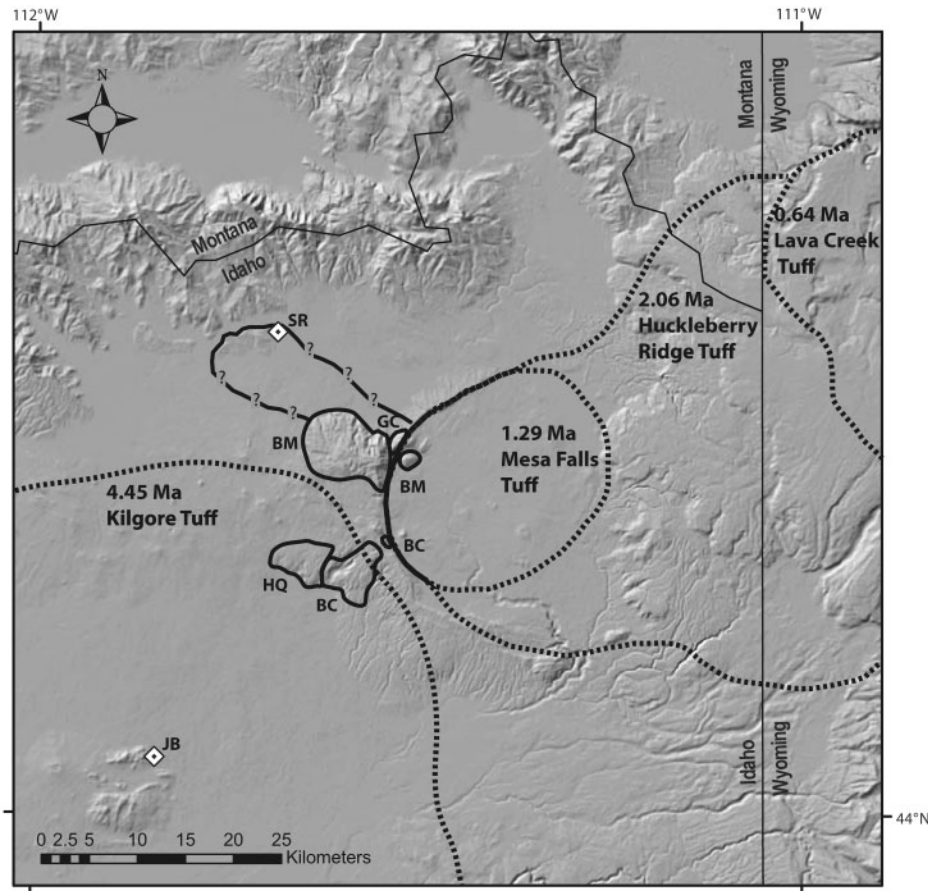 112°W
111°W
N
Montana
Wyoming
0.64 Ma
Lava Creek
Tuff
Montana
Idaho
2.06 Ma
Huckleberry
Ridge Tuff
SR
?
?
?
?
?
GC
BM
1.29 Ma
Mesa Falls
Tuff
BM
4.45 Ma
Kilgore Tuff
BC
HQ
BC
JB
Idaho
Wyoming
44°N
0 2.5 5 10 15 20 25
Kilometers